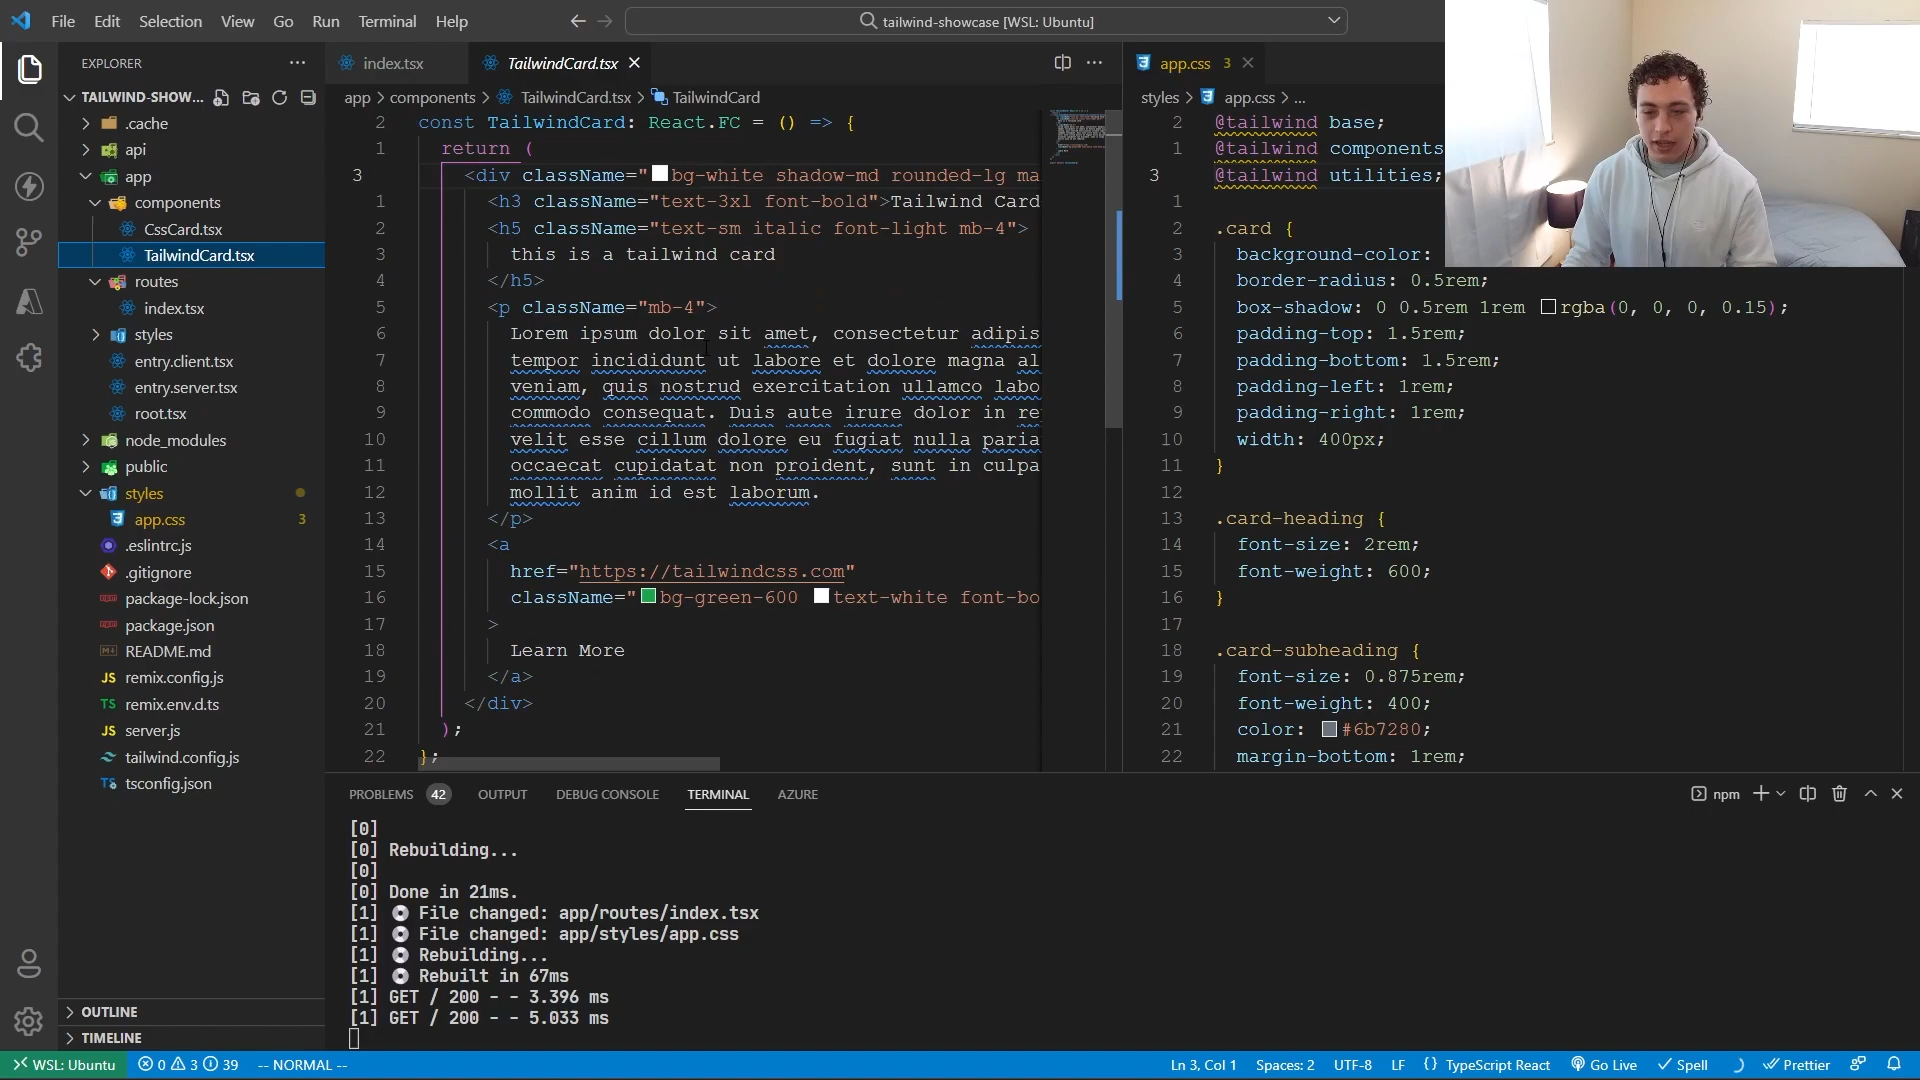 File Edit Selection View Go Run Terminal Help
tailwind-showcase [WSL: Ubuntu]
EXPLORER
TAILWIND-SHOW...
.cache
api
app
components
CssCard.tsx
TailwindCard.tsx
routes
index.tsx
styles
entry.client.tsx
entry.server.tsx
root.tsx
node_modules
public
styles
app.css 3
.eslintrc.js
.gitignore
package-lock.json
package.json
README.md
remix.config.js
remix.env.d.ts
server.js
tailwind.config.js
tsconfig.json
OUTLINE
TIMELINE
index.tsx TailwindCard.tsx
app > components > TailwindCard.tsx > TailwindCard
2 const TailwindCard: React.FC = () => {
1 return (
3 <div className="bg-white shadow-md rounded-lg ma
1 <h3 className="text-3xl font-bold">Tailwind Card
2 <h5 className="text-sm italic font-light mb-4">
3 this is a tailwind card
4 </h5>
5 <p className="mb-4">
6 Lorem ipsum dolor sit amet, consectetur adipis
7 tempor incididunt ut labore et dolore magna al
8 veniam, quis nostrud exercitation ullamco labo
9 commodo consequat. Duis aute irure dolor in re
10 velit esse cillum dolore eu fugiat nulla paria
11 occaecat cupidatat non proident, sunt in culpa
12 mollit anim id est laborum.
13 </p>
14 <a
15 href="https://tailwindcss.com"
16 className="bg-green-600 text-white font-bo
17 >
18 Learn More
19 </a>
20 </div>
21 );
22 };
app.css 3
styles > app.css > ...
2 @tailwind base;
1 @tailwind components
3 @tailwind utilities;
1
2 .card {
3 background-color:
4 border-radius: 0.5rem;
5 box-shadow: 0 0.5rem 1rem rgba(0, 0, 0, 0.15);
6 padding-top: 1.5rem;
7 padding-bottom: 1.5rem;
8 padding-left: 1rem;
9 padding-right: 1rem;
10 width: 400px;
11 }
12
13 .card-heading {
14 font-size: 2rem;
15 font-weight: 600;
16 }
17
18 .card-subheading {
19 font-size: 0.875rem;
20 font-weight: 400;
21 color: #6b7280;
22 margin-bottom: 1rem;
PROBLEMS 42 OUTPUT DEBUG CONSOLE TERMINAL AZURE
npm
[0]
[0] Rebuilding...
[0]
[0] Done in 21ms.
[1] File changed: app/routes/index.tsx
[1] File changed: app/styles/app.css
[1] Rebuilding...
[1] Rebuilt in 67ms
[1] GET / 200 - - 3.396 ms
[1] GET / 200 - - 5.033 ms
WSL: Ubuntu 0 3 39 -- NORMAL -- Ln 3, Col 1 Spaces: 2 UTF-8 LF {} TypeScript React Go Live Spell Prettier